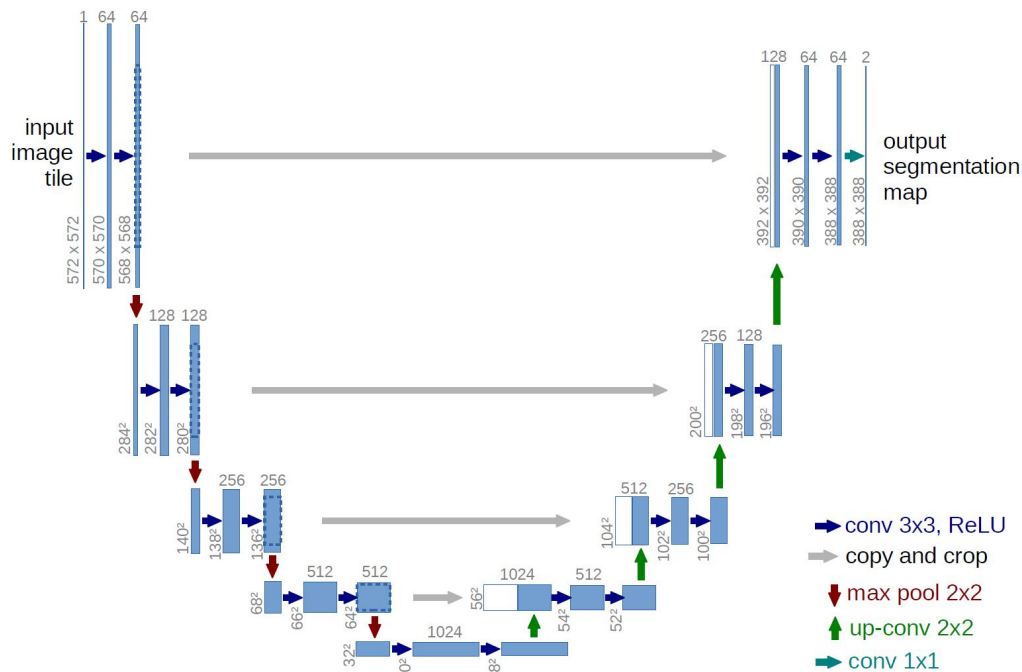 1 64 64
128 64 64 2
input
image
tile
output
segmentation
map
572 x 572
570 x 570
568 x 568
392 x 392
390 x 390
388 x 388
388 x 388
128 128
256 128
284²
282²
280²
200²
198²
196²
256 256
512 256
140²
138²
136²
104²
102²
100²
512 512
1024 512
68²
66²
64²
56²
54²
52²
1024
32²
0²
8²
conv 3x3, ReLU
copy and crop
max pool 2x2
up-conv 2x2
conv 1x1